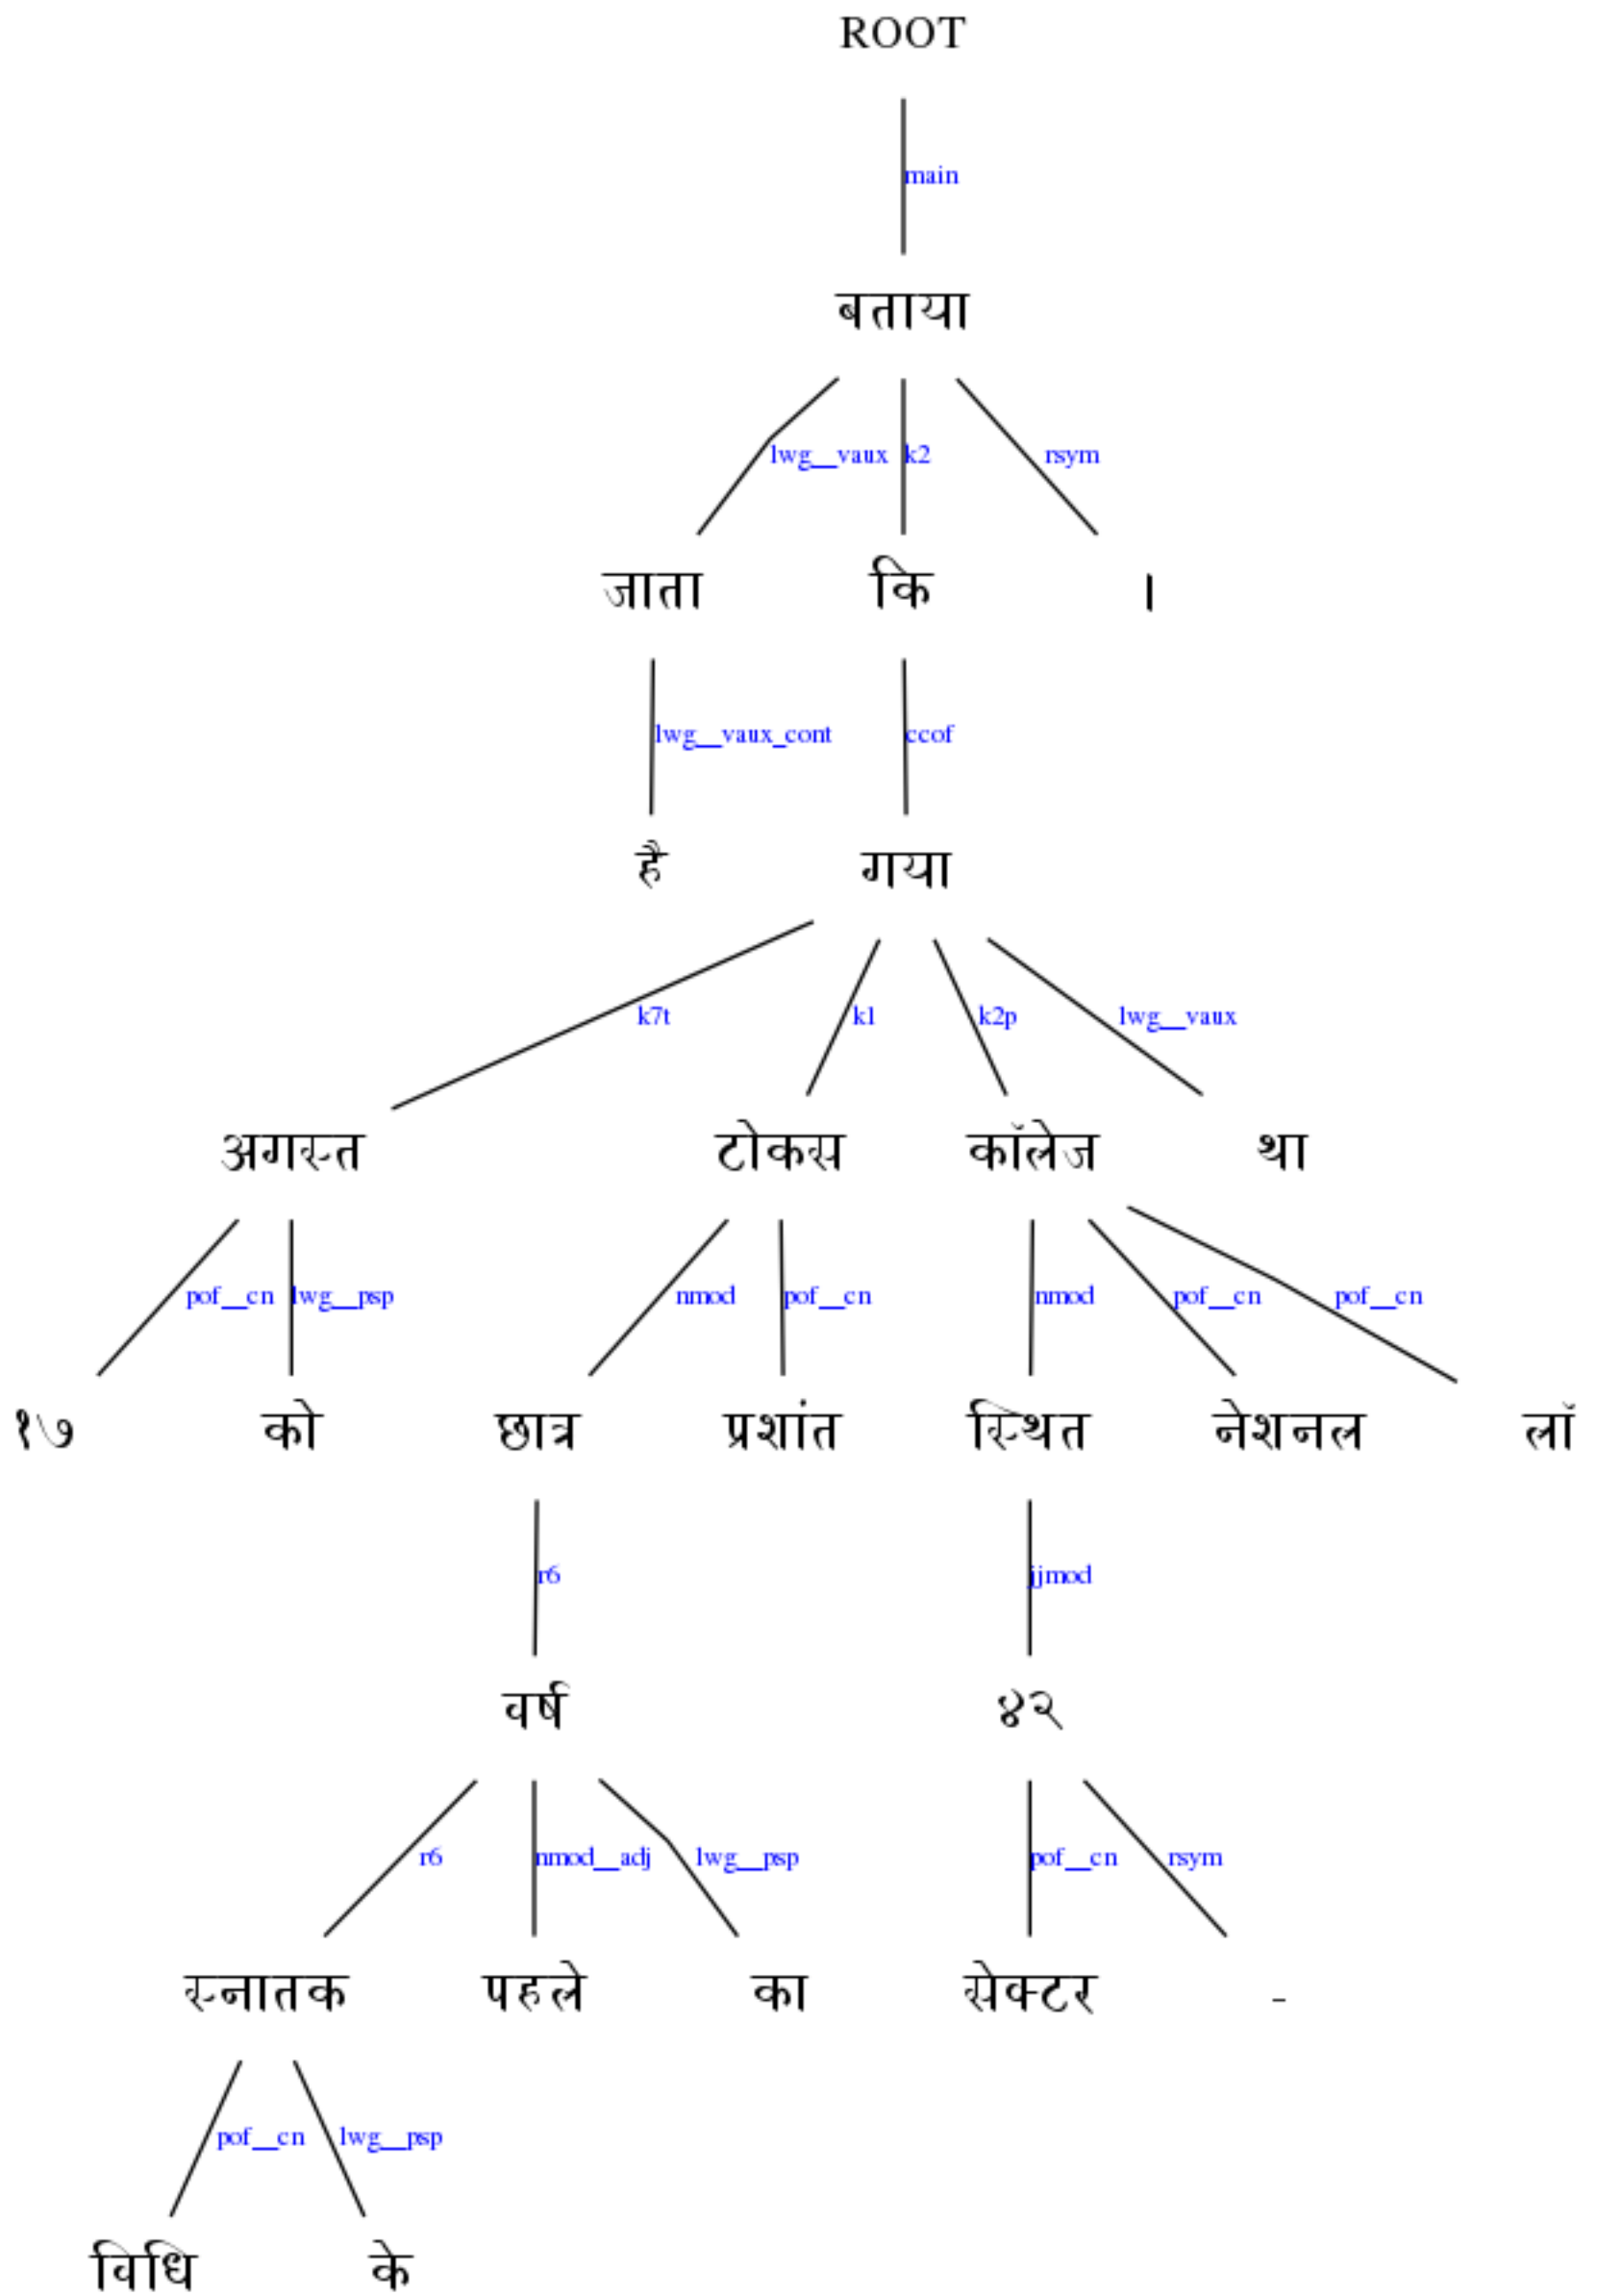 ROOT
main
बताया
lwg__vaux k2 rsym
जाता कि ।
lwg__vaux_cont ccof
है गया
k7t k1 k2p lwg__vaux
अगस्त टोकस कॉलेज था
pof__cn lwg__psp nmod pof__cn nmod pof__cn pof__cn
१७ को छात्र प्रशांत स्थित नेशनल लॉ
r6 jjmod
वर्ष ४२
r6 nmod__adj lwg__psp pof__cn rsym
स्नातक पहले का सेक्टर -
pof__cn lwg__psp
विधि के